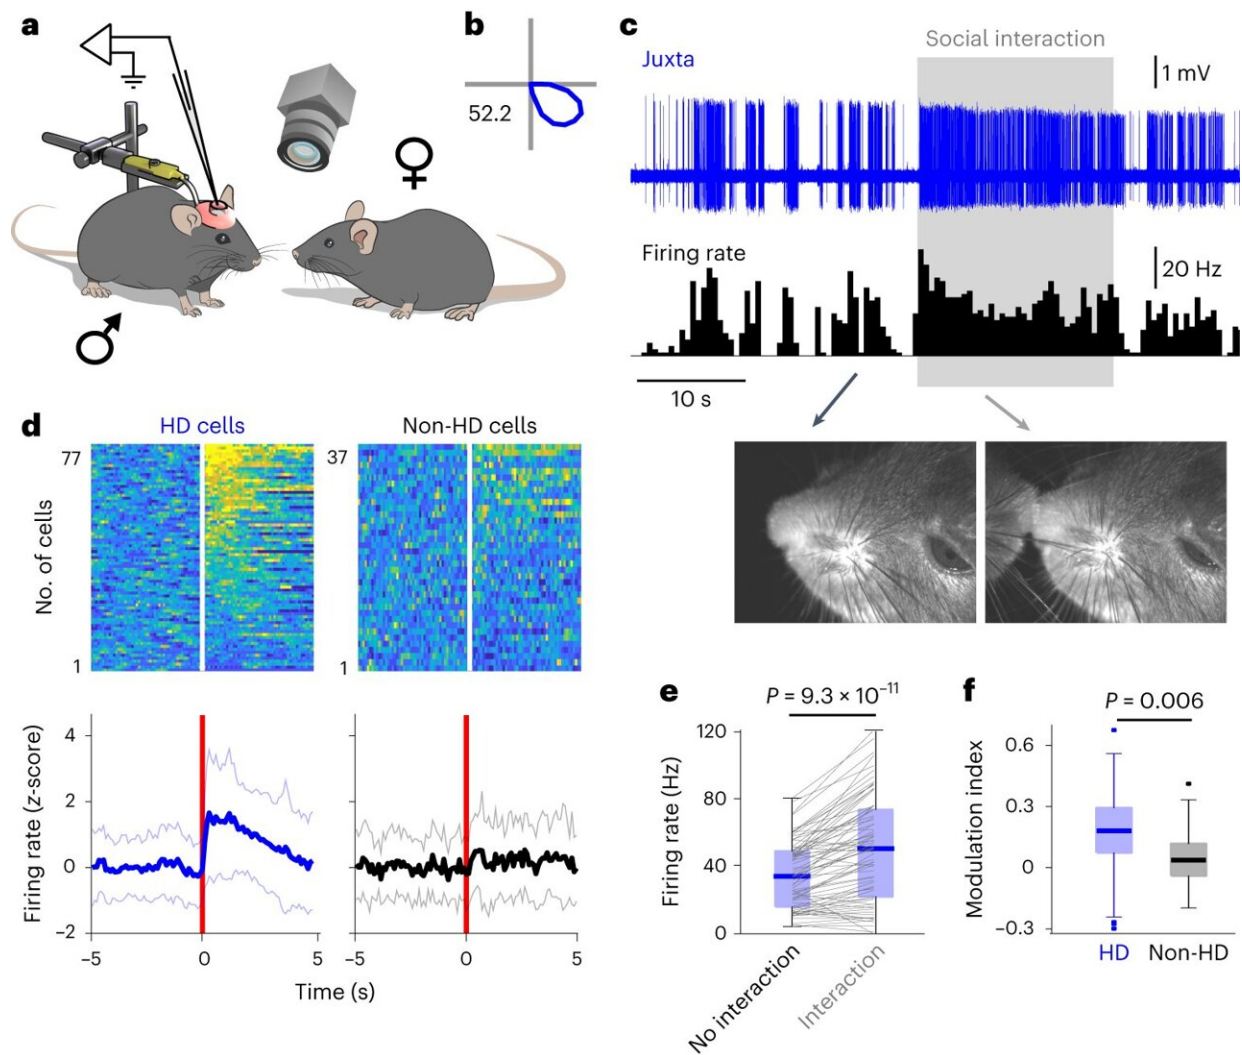 a
b
52.2
♀
♂
c
Social interaction
Juxta
1 mV
Firing rate
20 Hz
10 s
d
HD cells
Non-HD cells
77
37
No. of cells
1
1
Firing rate (z-score)
4
2
0
−2
−5
0
5
−5
0
5
Time (s)
e
P = 9.3 × 10⁻¹¹
Firing rate (Hz)
120
80
40
0
No interaction
Interaction
f
P = 0.006
Modulation index
0.6
0.3
0
−0.3
HD
Non-HD